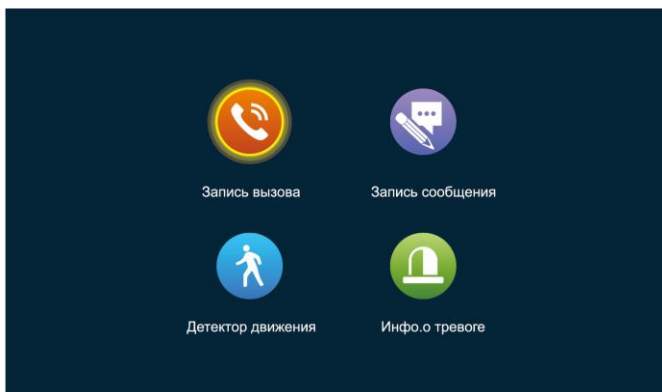 Запись вызова
Запись сообщения
Детектор движения
Инфо.о тревоге